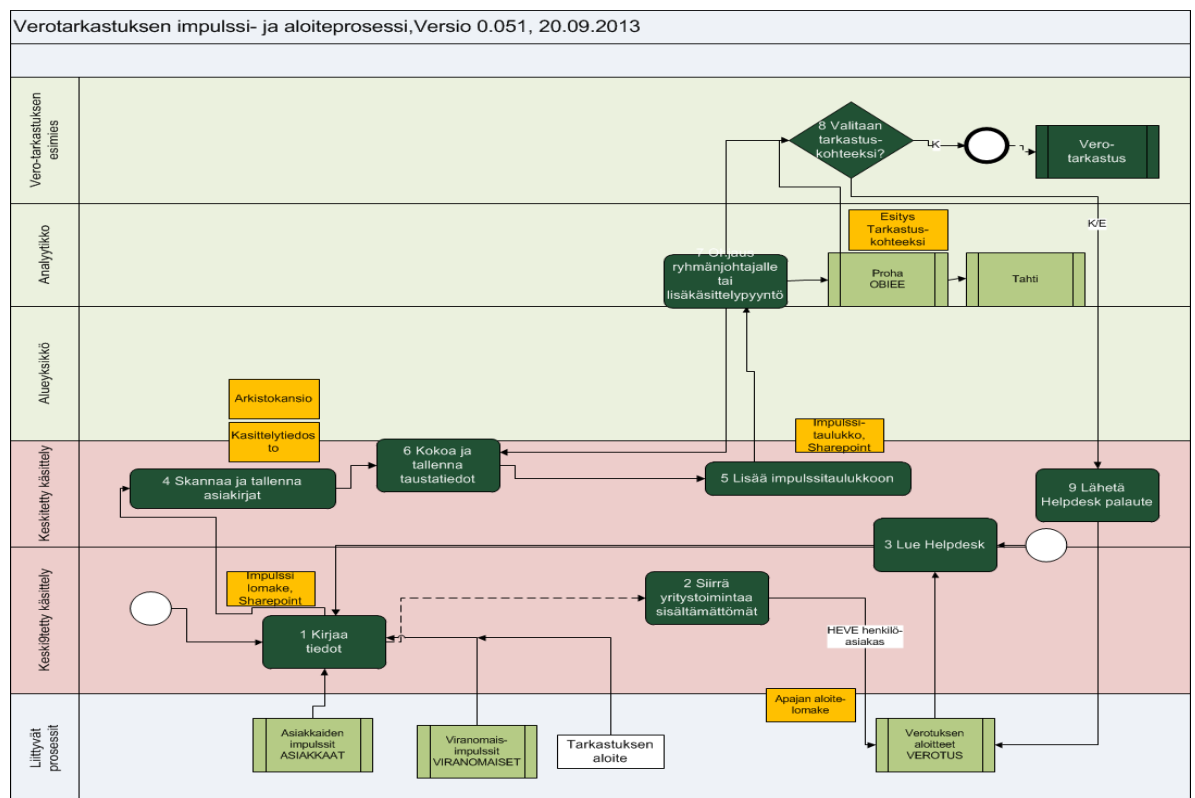 Verotarkastuksen impulssi- ja aloiteprosessi,Versio 0.051, 20.09.2013
Vero-tarkastuksen
esimies
8 Valitaan
tarkastus-
kohteeksi?
K
Vero-
tarkastus
K/E
Analyytikko
Esitys
Tarkastus-
kohteeksi
7 Ohjaus
ryhmänjohtajalle
tai
lisäkäsittelypyyntö
Proha
OBIEE
Tahti
Alueyksikkö
Arkistokansio
Kasittelytiedos
to
Impulssi-
taulukko,
Sharepoint
Keskitetty käsittely
6 Kokoa ja
tallenna
taustatiedot
4 Skannaa ja tallenna
asiakirjat
5 Lisää impulssitaulukkoon
9 Lähetä
Helpdesk palaute
3 Lue Helpdesk
Keski9tetty käsittely
Impulssi
lomake,
Sharepoint
2 Siirrä
yritystoimintaa
sisältämättömät
1 Kirjaa
tiedot
HEVE henkilö-
asiakas
Liittyvät
prosessit
Apajan aloite-
lomake
Asiakkaiden
impulssit
ASIAKKAAT
Viranomais-
impulssit
VIRANOMAISET
Tarkastuksen
aloite
Verotuksen
aloitteet
VEROTUS